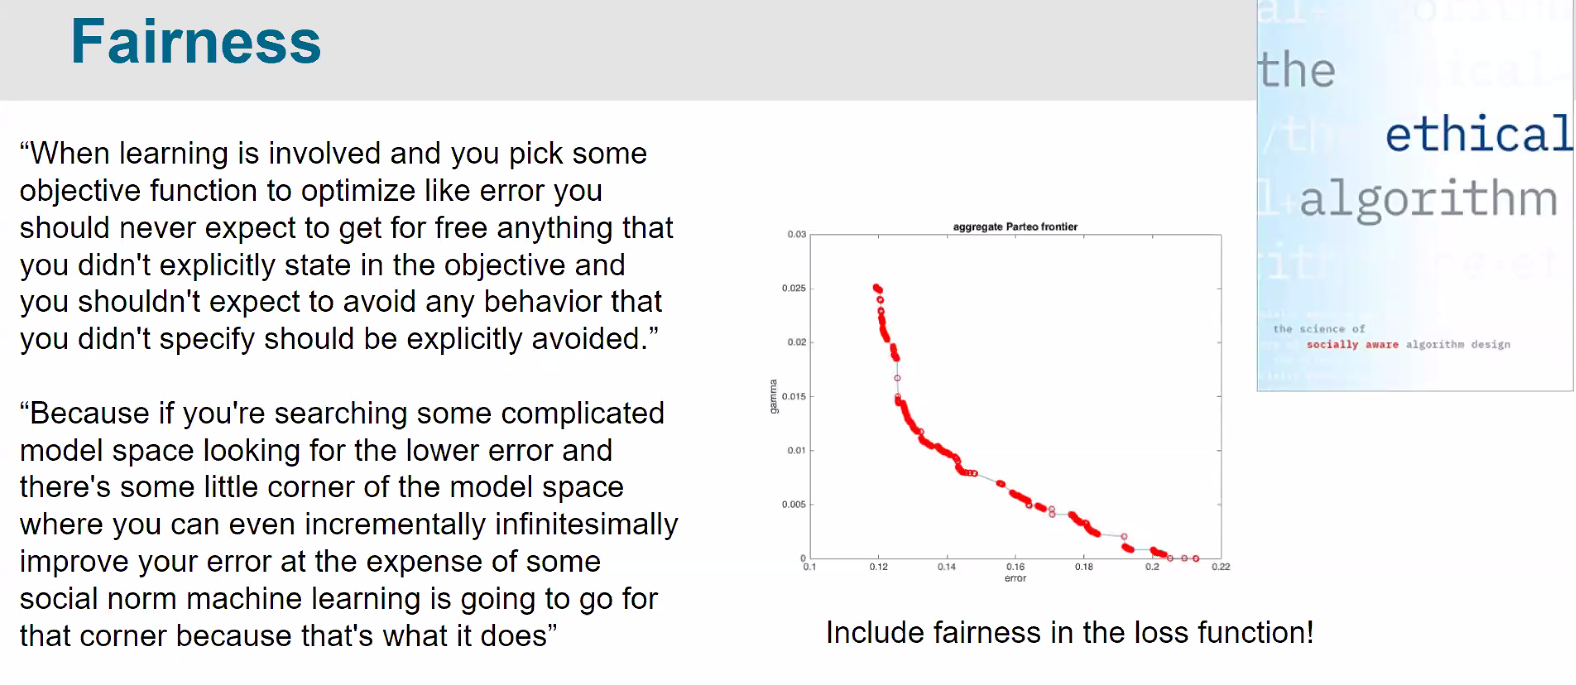 Fairness
“When learning is involved and you pick some
objective function to optimize like error you
should never expect to get for free anything that
you didn't explicitly state in the objective and
you shouldn't expect to avoid any behavior that
you didn't specify should be explicitly avoided.”
“Because if you're searching some complicated
model space looking for the lower error and
there's some little corner of the model space
where you can even incrementally infinitesimally
improve your error at the expense of some
social norm machine learning is going to go for
that corner because that's what it does”
aggregate Parteo frontier
0.03
0.025
0.02
0.015
0.01
0.005
0
gamma
0.1 0.12 0.14 0.16 0.18 0.2 0.22
error
Include fairness in the loss function!
the
ethical
algorithm
the science of
socially aware algorithm design